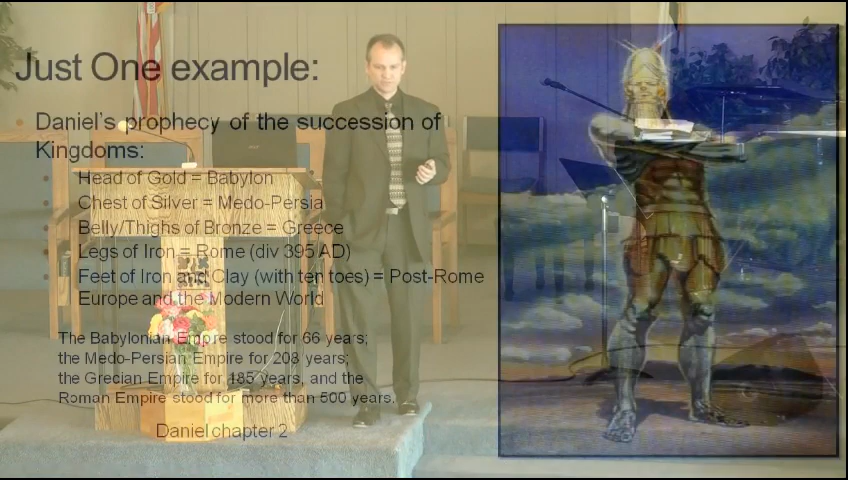 Just One example:
Daniel's prophecy of the succession of
Kingdoms:
Head of Gold = Babylon
Chest of Silver = Medo-Persia
Belly/Thighs of Bronze = Greece
Legs of Iron = Rome (div 395 AD)
Feet of Iron and Clay (with ten toes) = Post-Rome
Europe and the Modern World
The Babylonian Empire stood for 66 years;
the Medo-Persian Empire for 208 years;
the Grecian Empire for 185 years, and the
Roman Empire stood for more than 500 years.
Daniel chapter 2